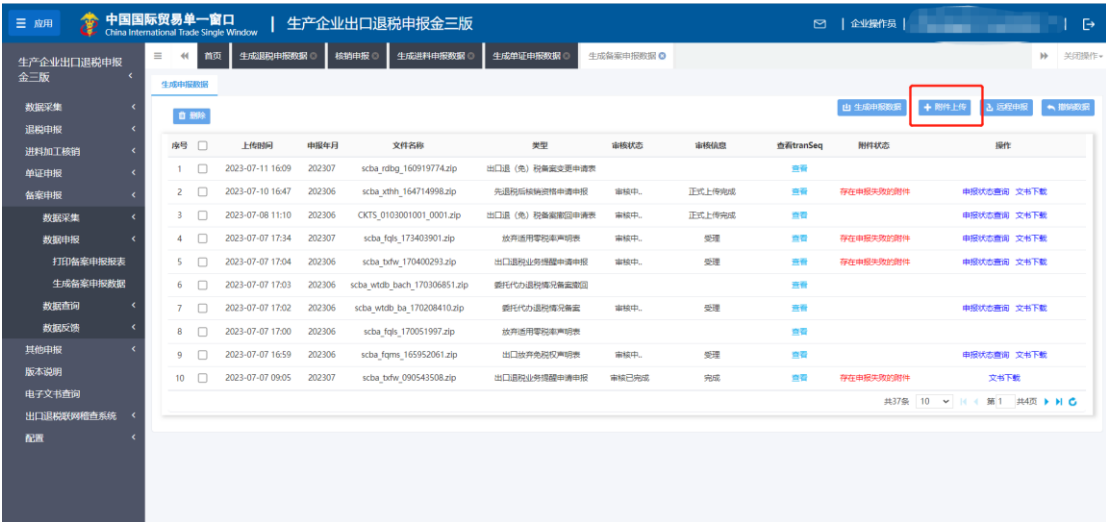 ☰ 应用 中国国际贸易单一窗口 China International Trade Single Window | 生产企业出口退税申报金三版 | 企业操作员 |
生产企业出口退税申报金三版
首页 生成退税申报数据 核销申报 生成进料申报数据 生成单证申报数据 生成备案申报数据 关闭操作
生成申报数据
数据采集
退税申报
进料加工核销
单证申报
备案申报
数据采集
数据申报
打印备案申报报表
生成备案申报数据
数据查询
数据反馈
其他申报
版本说明
电子文书查询
出口退税联网稽查系统
配置
删除 生成申报数据 附件上传 远程申报 撤销数据
序号 上传时间 申报年月 文件名称 类型 审核状态 审核信息 查看tranSeq 附件状态 操作
1 2023-07-11 16:09 202307 scba_rdbg_160919774.zip 出口退（免）税备案变更申请表 查看
2 2023-07-10 16:47 202306 scba_xthh_164714998.zip 先退税后核销资格申请申报 审核中.. 正式上传完成 查看 存在申报失败的附件 申报状态查询 文书下载
3 2023-07-08 11:10 202306 CKTS_0103001001_0001.zip 出口退（免）税备案撤回申请表 审核中.. 正式上传完成 查看 申报状态查询 文书下载
4 2023-07-07 17:34 202307 scba_fqls_173403901.zip 放弃适用零税率声明表 审核中.. 受理 查看 存在申报失败的附件 申报状态查询 文书下载
5 2023-07-07 17:04 202306 scba_txfw_170400293.zip 出口退税业务提醒申请申报 审核中.. 受理 查看 存在申报失败的附件 申报状态查询 文书下载
6 2023-07-07 17:03 202306 scba_wtdb_bach_170306851.zip 委托代办退税情况备案撤回 查看
7 2023-07-07 17:02 202306 scba_wtdb_ba_170208410.zip 委托代办退税情况备案 审核中.. 受理 查看 申报状态查询 文书下载
8 2023-07-07 17:00 202306 scba_fqls_170051997.zip 放弃适用零税率声明表 查看
9 2023-07-07 16:59 202306 scba_fqms_165952061.zip 出口放弃免税权声明表 审核中.. 受理 查看 申报状态查询 文书下载
10 2023-07-07 09:05 202307 scba_txfw_090543508.zip 出口退税业务提醒申请申报 审核已完成 完成 查看 存在申报失败的附件 文书下载
共37条 10 第 1 共4页